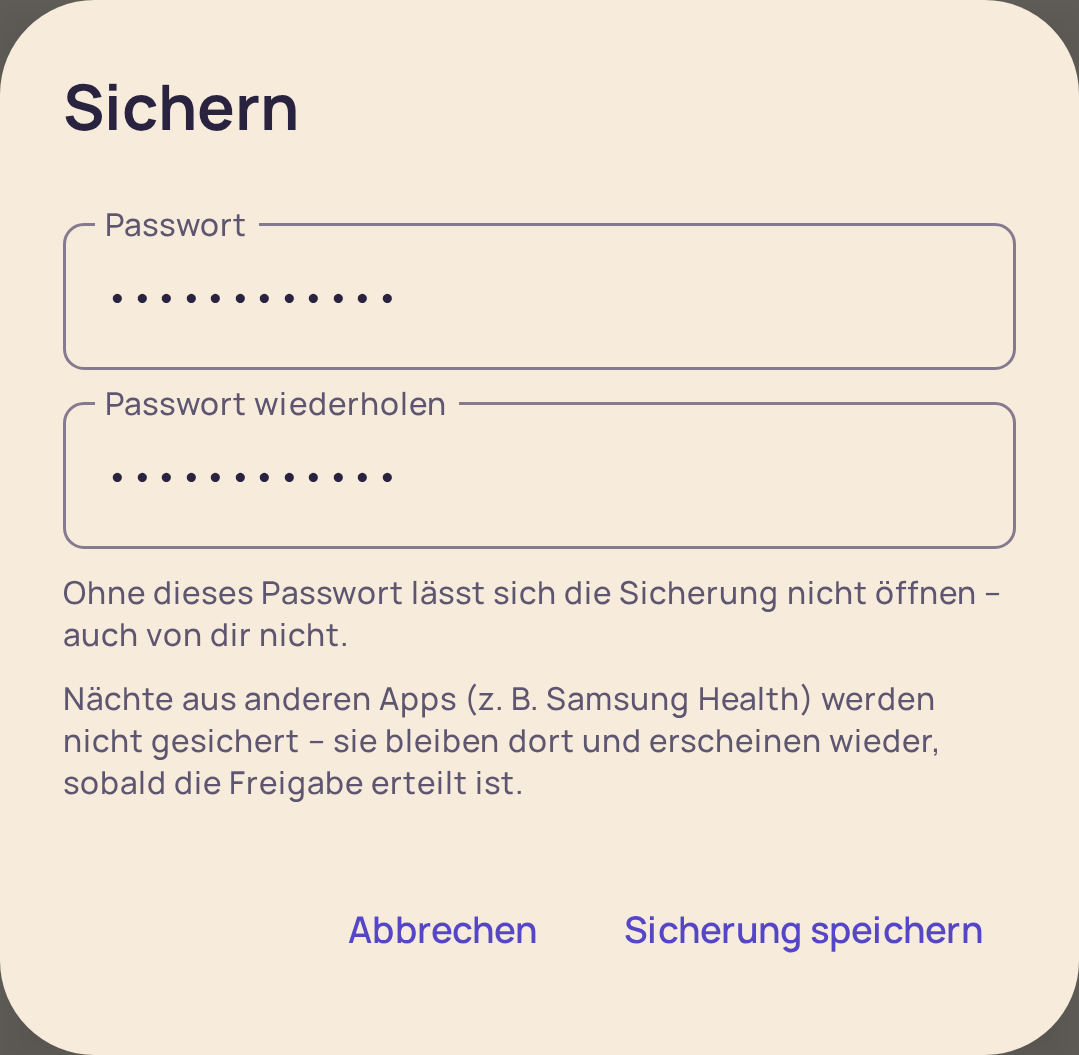 Sichern
Passwort
••••••••••••
Passwort wiederholen
••••••••••••
Ohne dieses Passwort lässt sich die Sicherung nicht öffnen –
auch von dir nicht.
Nächte aus anderen Apps (z. B. Samsung Health) werden
nicht gesichert – sie bleiben dort und erscheinen wieder,
sobald die Freigabe erteilt ist.
Abbrechen
Sicherung speichern